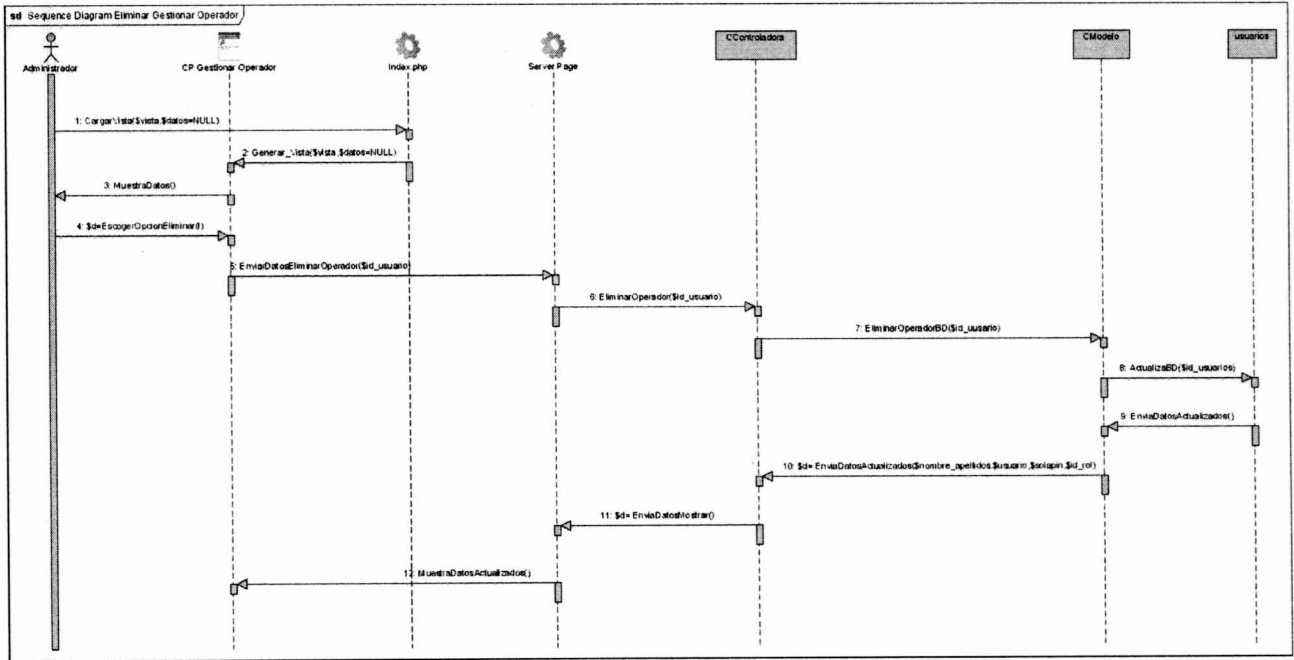 sd Sequence Diagram Eliminar Gestionar Operador
Administrador
CP Gestionar Operador
Index.php
Server Page
CControladora
CModelo
usuarios
1: CargarVista($vista,$datos=NULL)
2: Generar_Vista($vista,$datos=NULL)
3: MuestraDatos()
4: $d=EscogerOpcionEliminar()
5: EnviarDatosEliminarOperador($id_usuario)
6: EliminarOperador($id_usuario)
7: EliminarOperadorBD($id_uusario)
8: ActualizaBD($id_usuarios)
9: EnviaDatosActualizados()
10: $d= EnviaDatosActualizados($nombre_apellidos,$usuario,$solapin,$id_rol)
11: $d= EnviaDatosMostrar()
12: MuestraDatosActualizados()